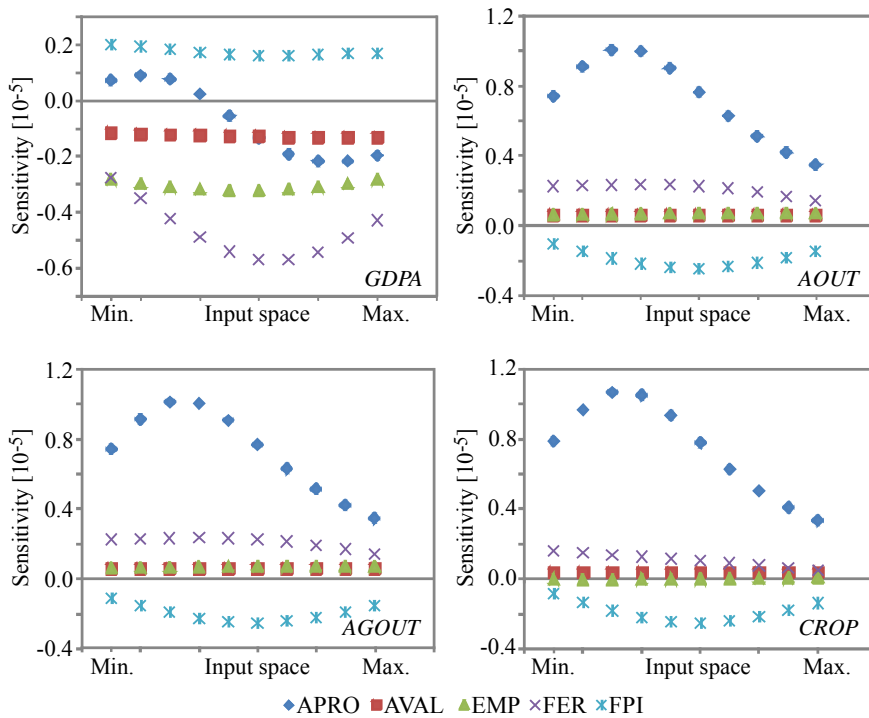 Sensitivity [10-5]
0.2
0.0
-0.2
-0.4
-0.6
GDPA
Min. Input space Max.
Sensitivity [10-5]
1.2
0.8
0.4
0.0
-0.4
AOUT
Min. Input space Max.
Sensitivity [10-5]
1.2
0.8
0.4
0.0
-0.4
AGOUT
Min. Input space Max.
Sensitivity [10-5]
1.2
0.8
0.4
0.0
-0.4
CROP
Min. Input space Max.
APRO AVAL EMP FER FPI